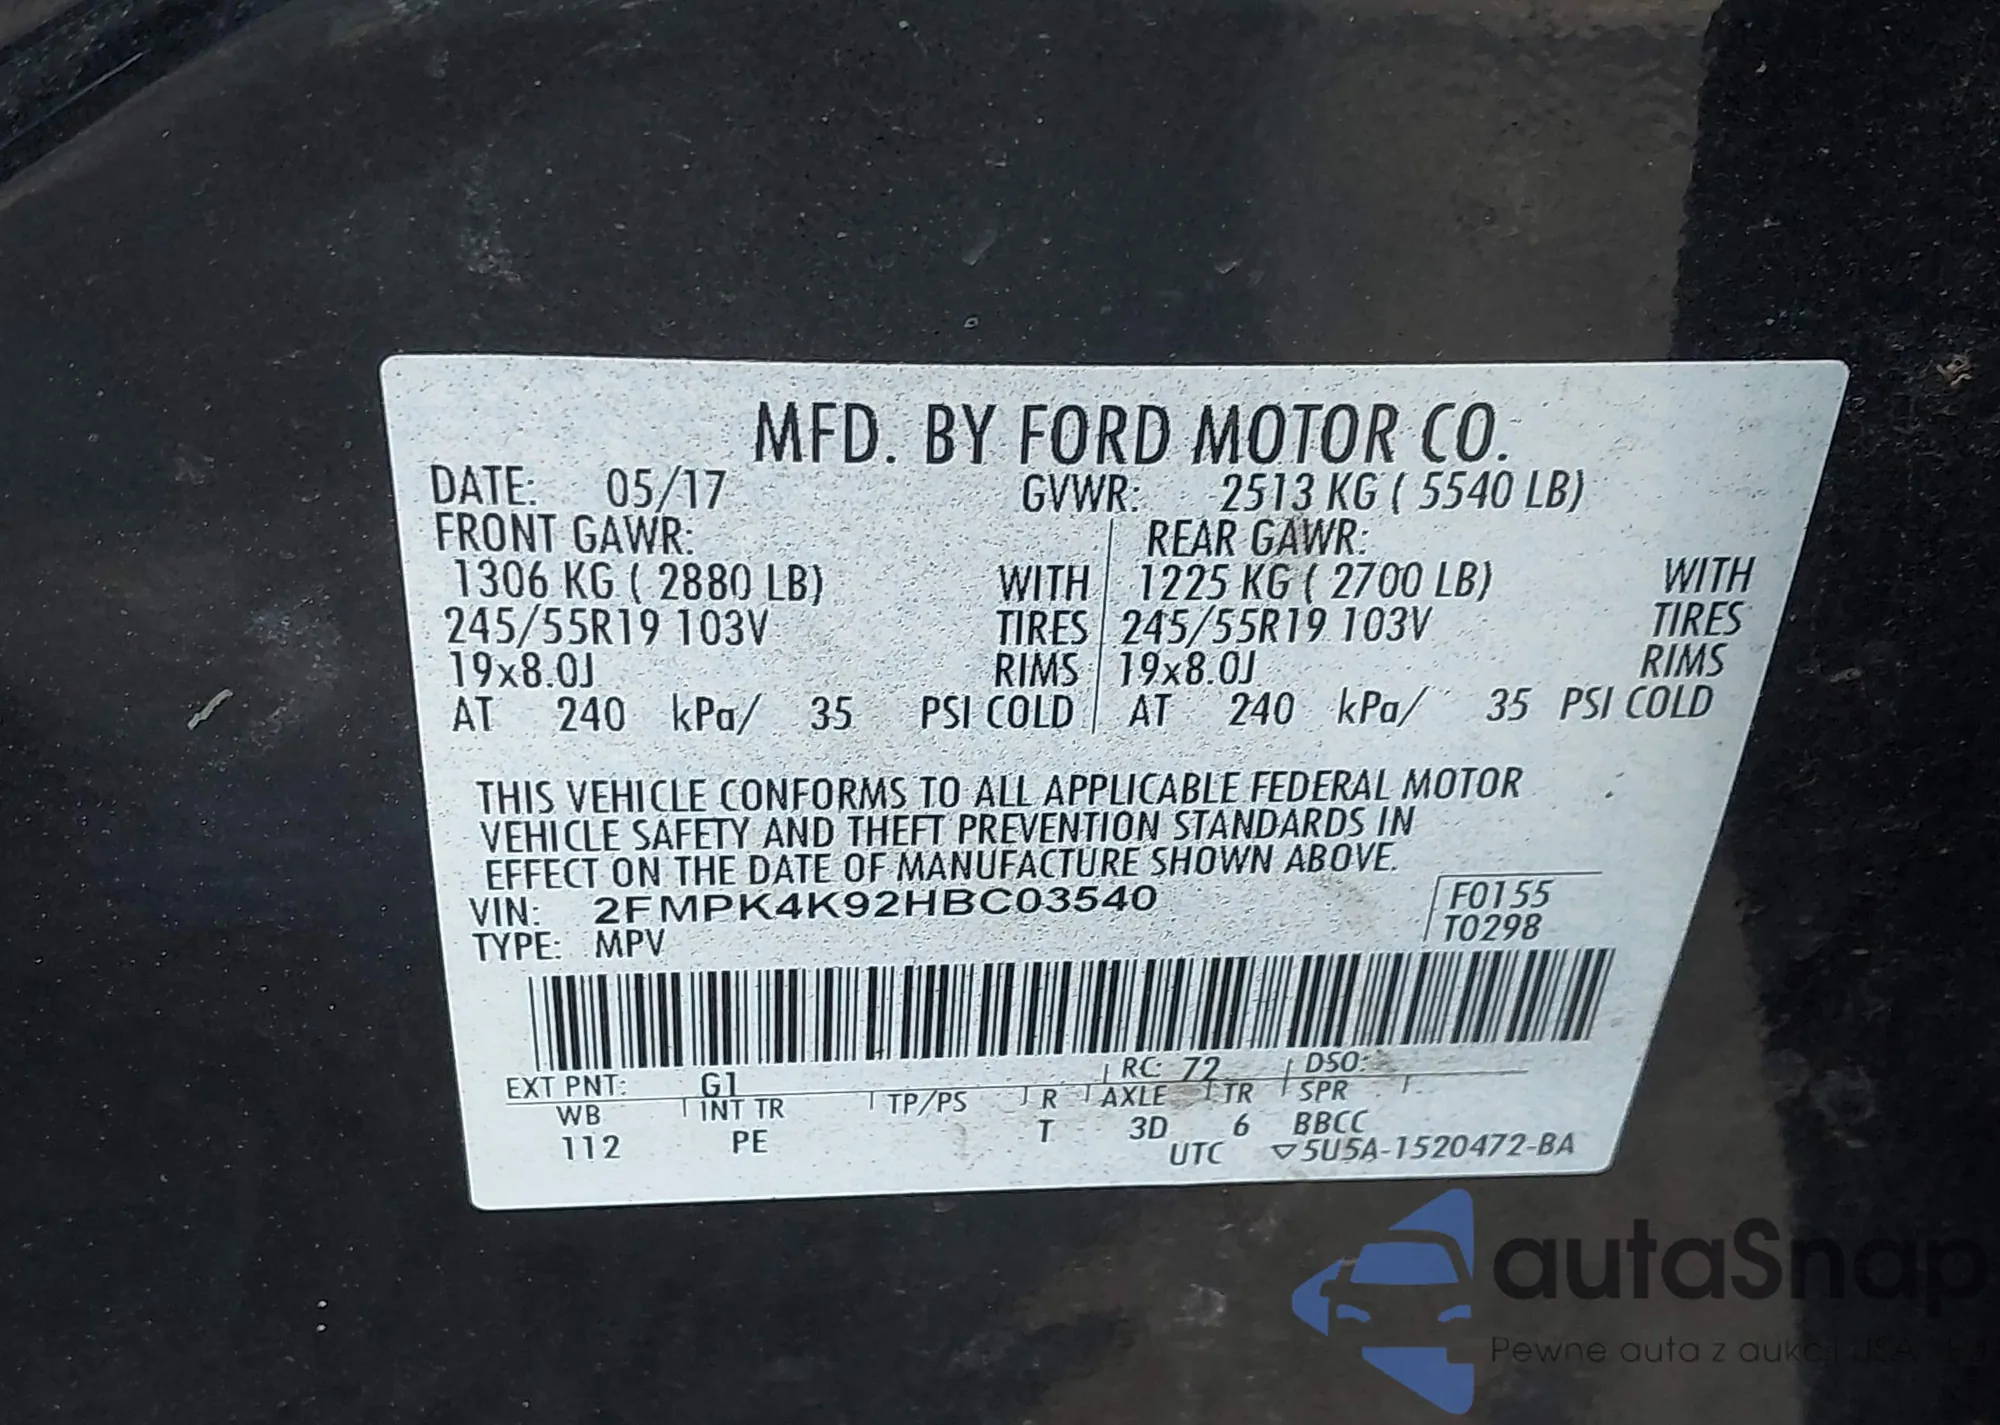 MFD. BY FORD MOTOR CO.
DATE: 05/17 GVWR: 2513 KG ( 5540 LB)
FRONT GAWR: REAR GAWR:
1306 KG ( 2880 LB) WITH 1225 KG ( 2700 LB) WITH
245/55R19 103V TIRES 245/55R19 103V TIRES
19x8.0J RIMS 19x8.0J RIMS
AT 240 kPa/ 35 PSI COLD AT 240 kPa/ 35 PSI COLD
THIS VEHICLE CONFORMS TO ALL APPLICABLE FEDERAL MOTOR
VEHICLE SAFETY AND THEFT PREVENTION STANDARDS IN
EFFECT ON THE DATE OF MANUFACTURE SHOWN ABOVE.
VIN: 2FMPK4K92HBC03540 F0155
TYPE: MPV T0298
EXT PNT: G1 RC: 72 DSO:
WB INT TR TP/PS R AXLE TR SPR
112 PE T 3D 6 BBCC
UTC ▽5U5A-1520472-BA
autaSnap
Pewne auta z aukcji USA